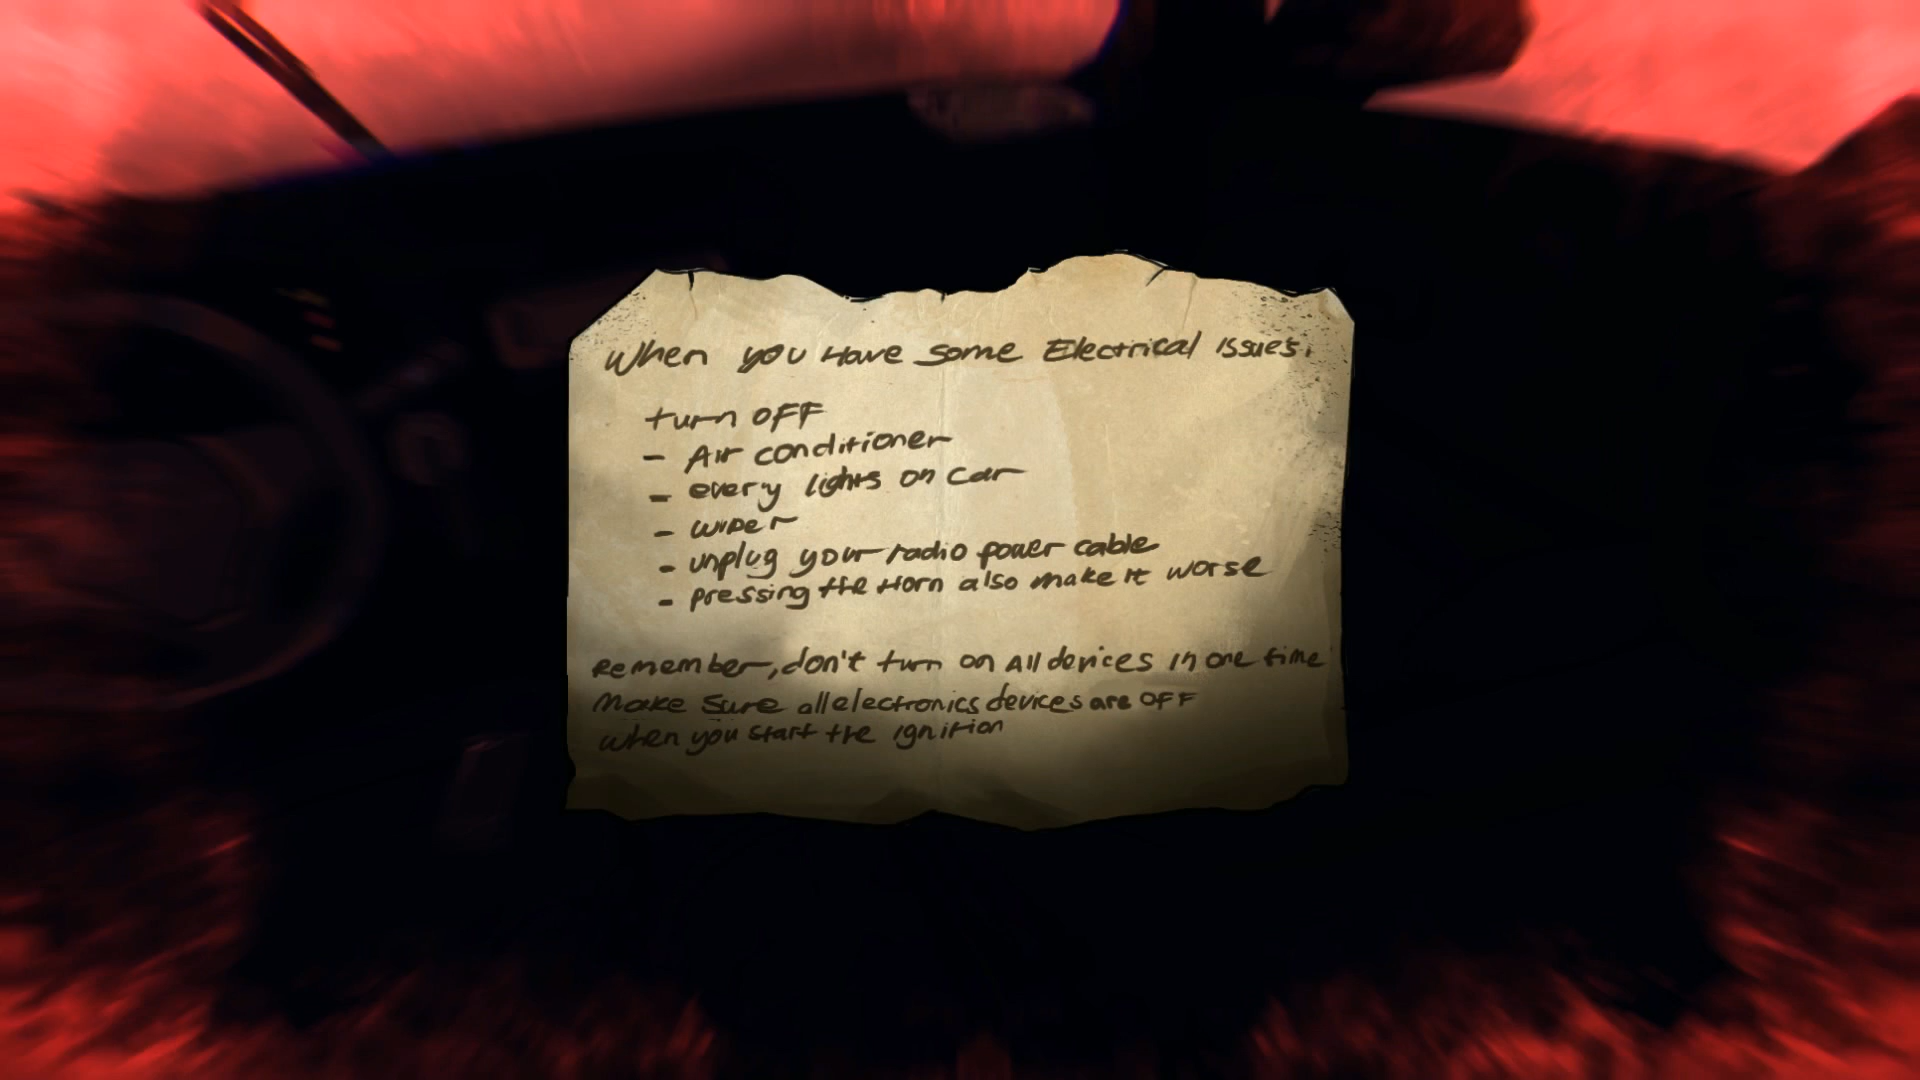 When you Have some Electrical Issues.
turn OFF
- Air conditioner
- every lights on car
- wiper
- unplug your radio power cable
- pressing the Horn also make it worse
Remember, don't turn on All devices in one time
Make Sure all electronics devices are OFF
when you start the ignition